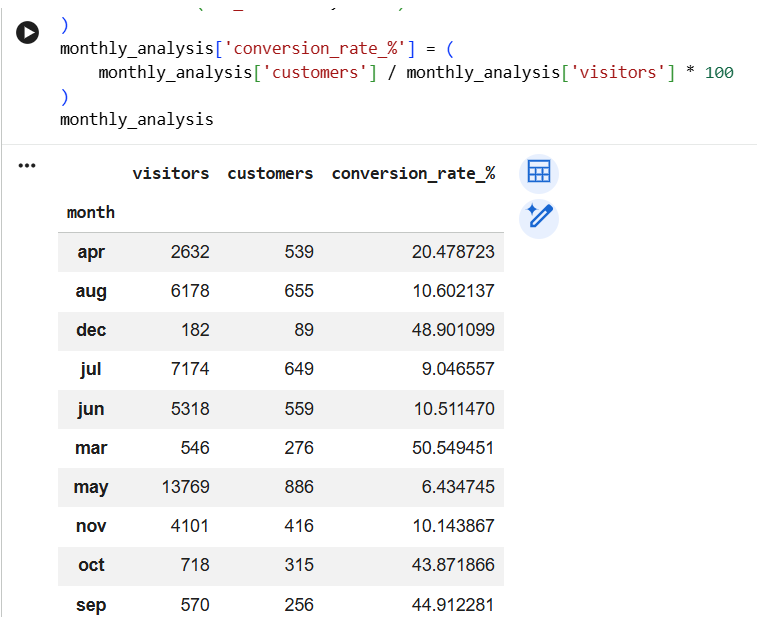 )
monthly_analysis['conversion_rate_%'] = (
    monthly_analysis['customers'] / monthly_analysis['visitors'] * 100
)
monthly_analysis
visitors customers conversion_rate_%
month
apr 2632 539 20.478723
aug 6178 655 10.602137
dec 182 89 48.901099
jul 7174 649 9.046557
jun 5318 559 10.511470
mar 546 276 50.549451
may 13769 886 6.434745
nov 4101 416 10.143867
oct 718 315 43.871866
sep 570 256 44.912281